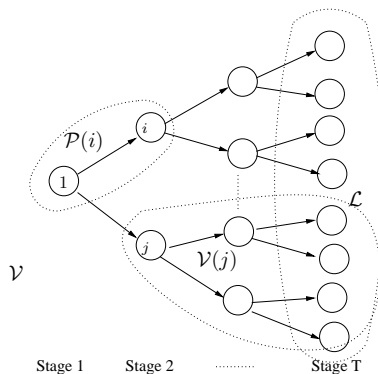 𝒫(i)
i
1
ℒ
j
𝒱(j)
𝒱
Stage 1 Stage 2 ........... Stage T